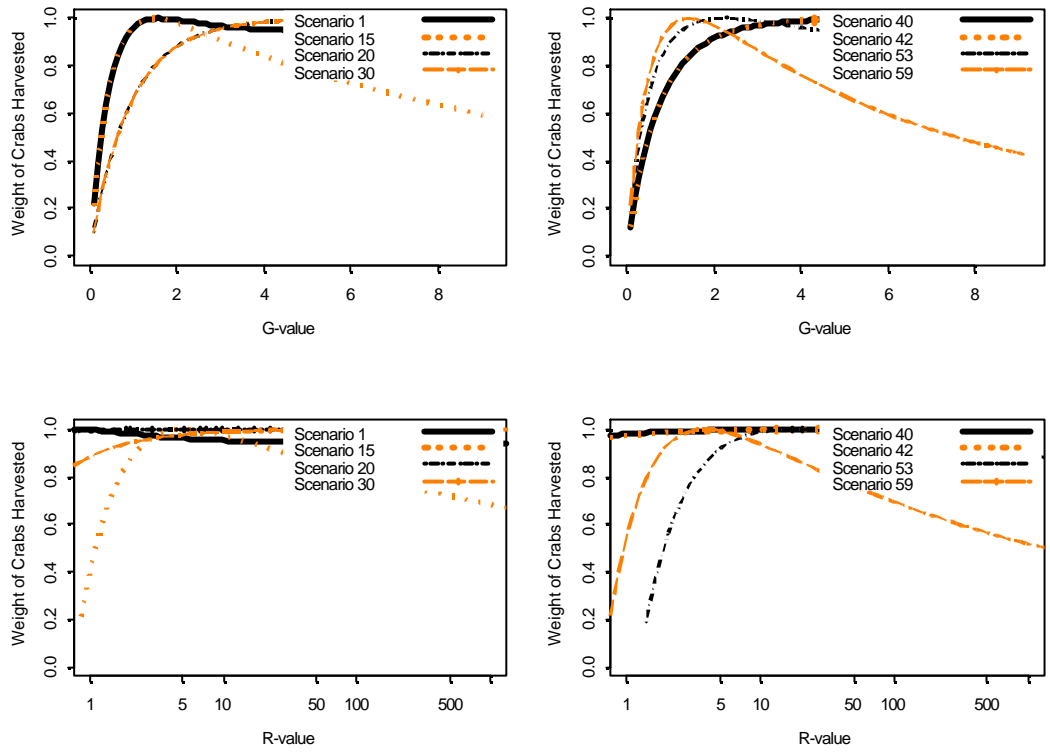 Weight of Crabs Harvested
1.0
0.8
0.6
0.4
0.2
0.0
Scenario 1
Scenario 15
Scenario 20
Scenario 30
0 2 4 6 8
G-value
Weight of Crabs Harvested
1.0
0.8
0.6
0.4
0.2
0.0
Scenario 40
Scenario 42
Scenario 53
Scenario 59
0 2 4 6 8
G-value
Weight of Crabs Harvested
1.0
0.8
0.6
0.4
0.2
0.0
Scenario 1
Scenario 15
Scenario 20
Scenario 30
1 5 10 50 100 500
R-value
Weight of Crabs Harvested
1.0
0.8
0.6
0.4
0.2
0.0
Scenario 40
Scenario 42
Scenario 53
Scenario 59
1 5 10 50 100 500
R-value